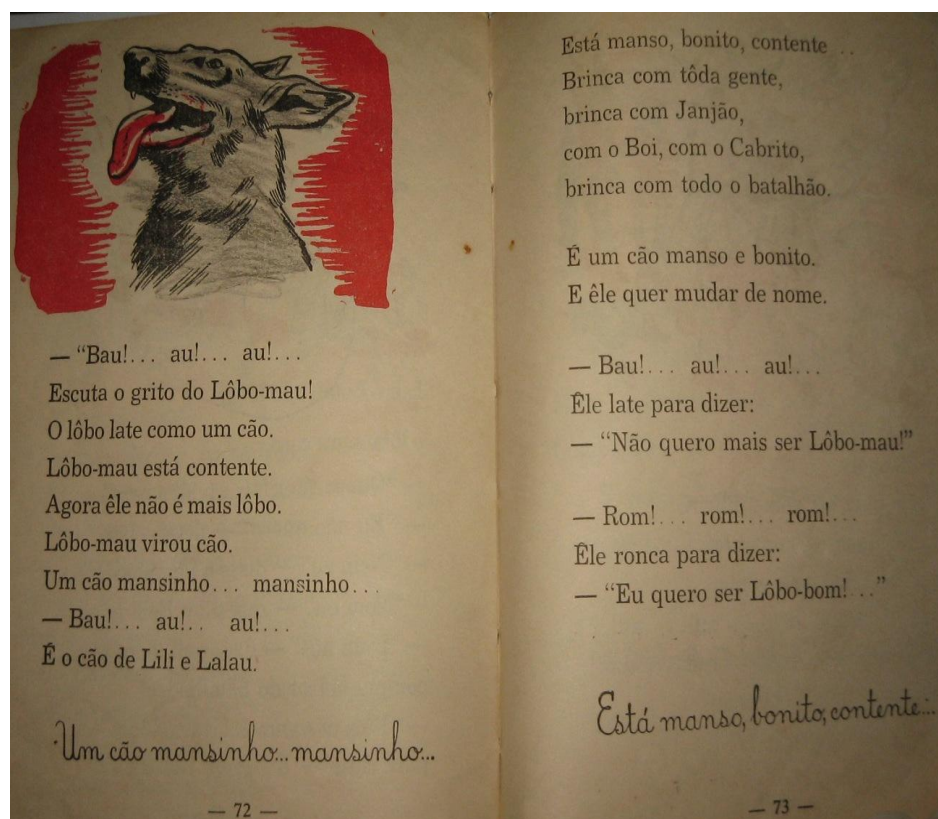 — “Bau!... au!... au!...
Escuta o grito do Lôbo-mau!
O lôbo late como um cão.
Lôbo-mau está contente.
Agora êle não é mais lôbo.
Lôbo-mau virou cão.
Um cão mansinho... mansinho...
— Bau!... au!.. au!...
É o cão de Lili e Lalau.
Um cão mansinho... mansinho...
— 72 —
Está manso, bonito, contente ..
Brinca com tôda gente,
brinca com Janjão,
com o Boi, com o Cabrito,
brinca com todo o batalhão.
É um cão manso e bonito.
E êle quer mudar de nome.
— Bau!... au!... au!...
Êle late para dizer:
— “Não quero mais ser Lôbo-mau!”
— Rom!... rom!... rom!...
Êle ronca para dizer:
— “Eu quero ser Lôbo-bom!...”
Está manso, bonito, contente...
— 73 —